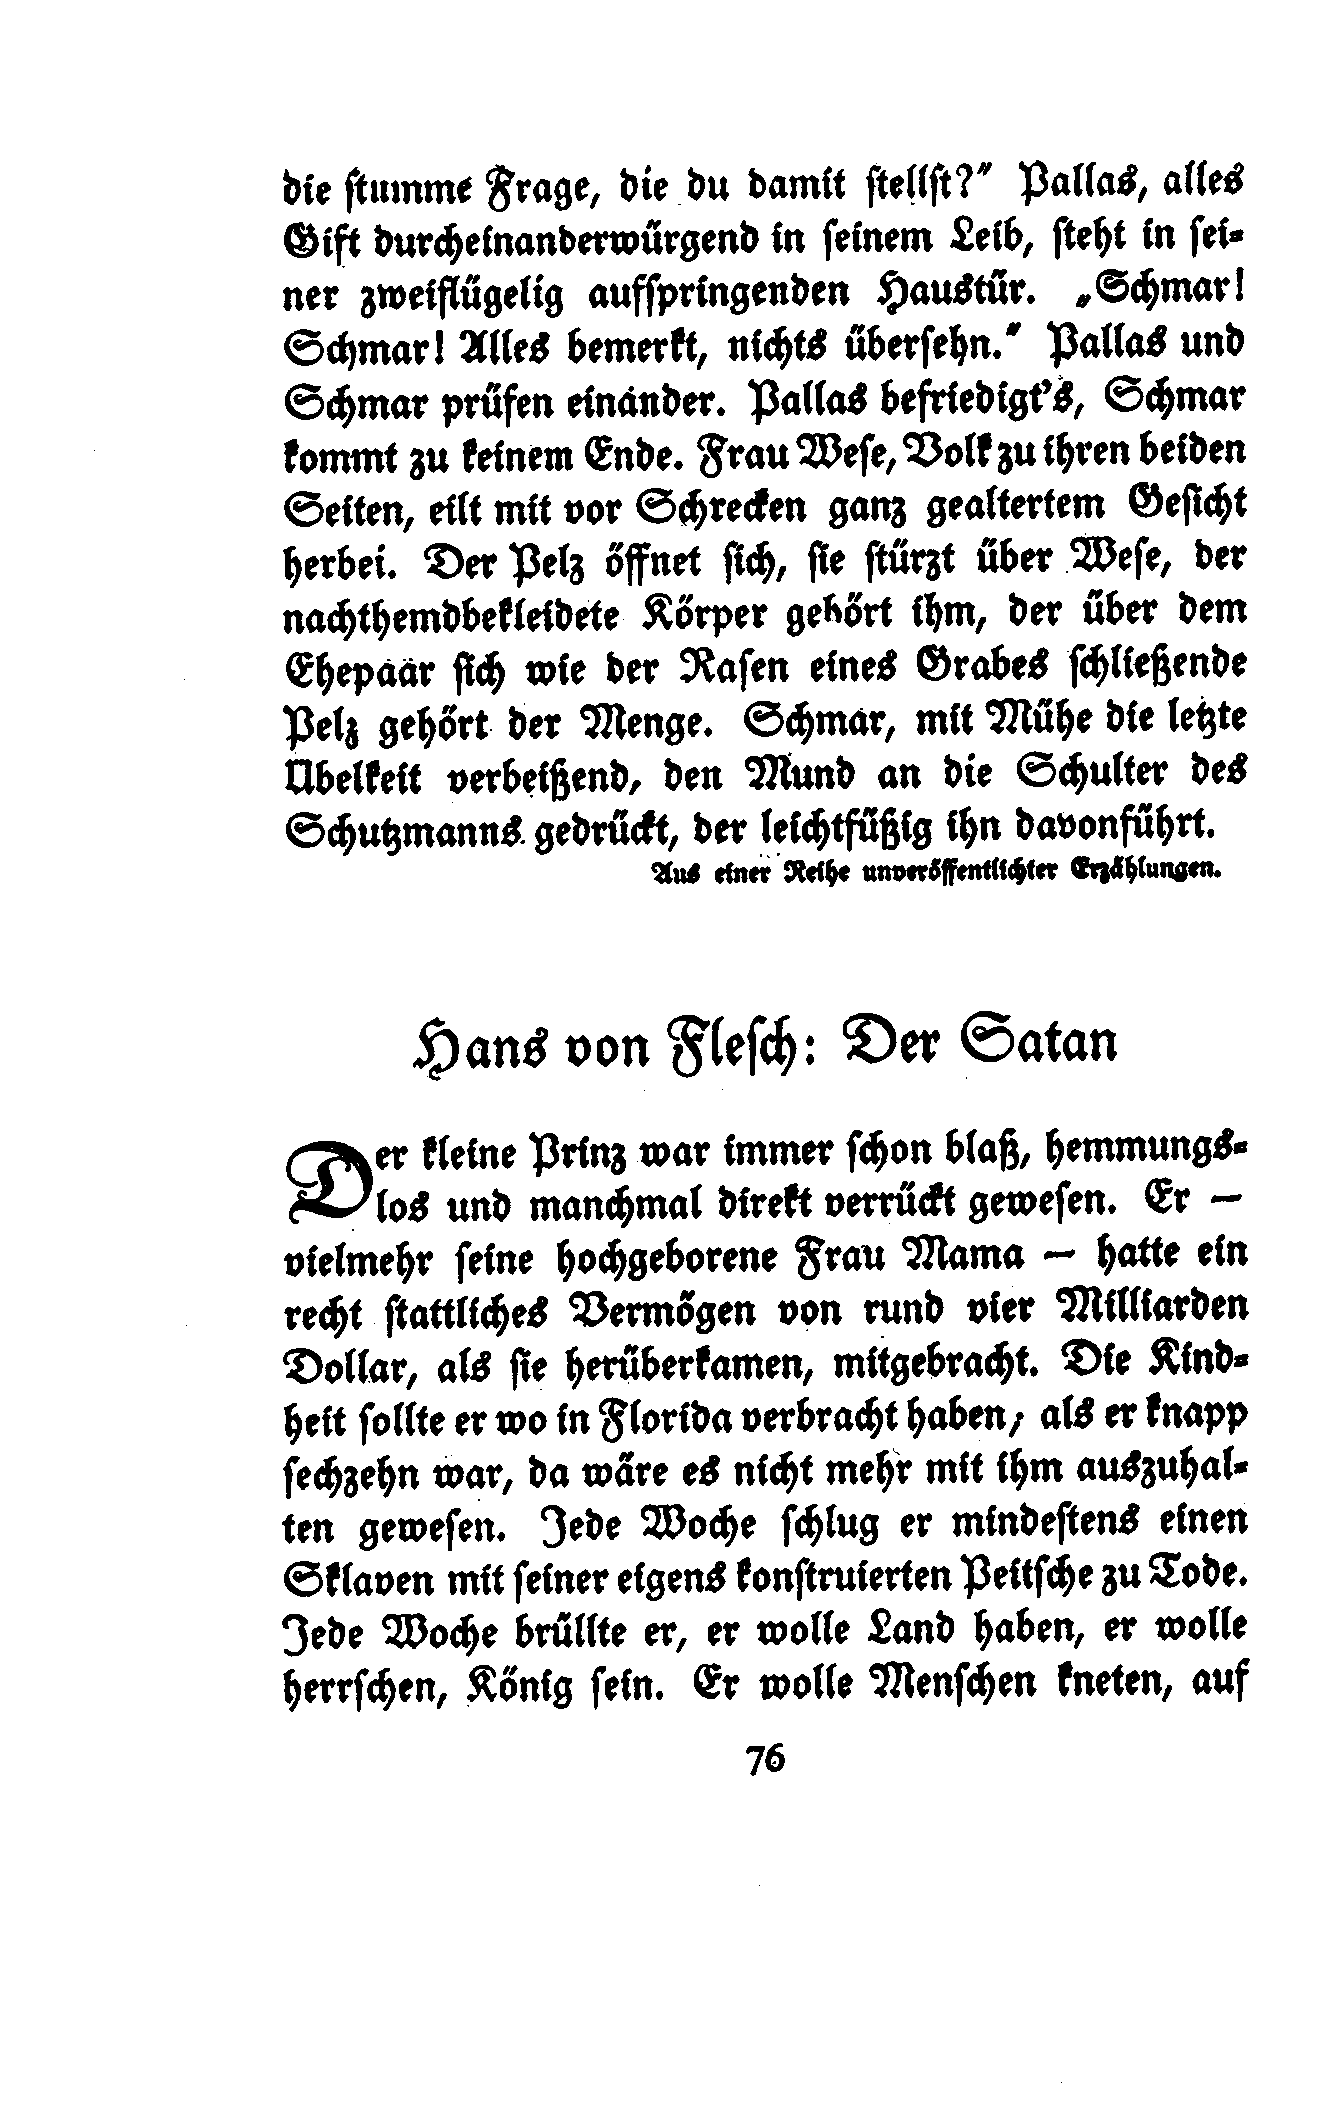 die stumme Frage, die du damit stellst?" Pallas, alles
Gift durcheinanderwürgend in seinem Leib, steht in sei-
ner zweiflügelig aufspringenden Haustür. „Schmar!
Schmar! Alles bemerkt, nichts übersehn." Pallas und
Schmar prüfen einander. Pallas befriedigt's, Schmar
kommt zu keinem Ende. Frau Wese, Volk zu ihren beiden
Seiten, eilt mit vor Schrecken ganz gealtertem Gesicht
herbei. Der Pelz öffnet sich, sie stürzt über Wese, der
nachthemdbekleidete Körper gehört ihm, der über dem
Ehepaar sich wie der Rasen eines Grabes schließende
Pelz gehört der Menge. Schmar, mit Mühe die letzte
Übelkeit verbeißend, den Mund an die Schulter des
Schutzmanns gedrückt, der leichtfüßig ihn davonführt.
Aus einer Reihe unveröffentlichter Erzählungen.
Hans von Flesch: Der Satan
Der kleine Prinz war immer schon blaß, hemmungs-
los und manchmal direkt verrückt gewesen. Er —
vielmehr seine hochgeborene Frau Mama — hatte ein
recht stattliches Vermögen von rund vier Milliarden
Dollar, als sie herüberkamen, mitgebracht. Die Kind-
heit sollte er wo in Florida verbracht haben; als er knapp
sechzehn war, da wäre es nicht mehr mit ihm auszuhal-
ten gewesen. Jede Woche schlug er mindestens einen
Sklaven mit seiner eigens konstruierten Peitsche zu Tode.
Jede Woche brüllte er, er wolle Land haben, er wolle
herrschen, König sein. Er wolle Menschen kneten, auf
76